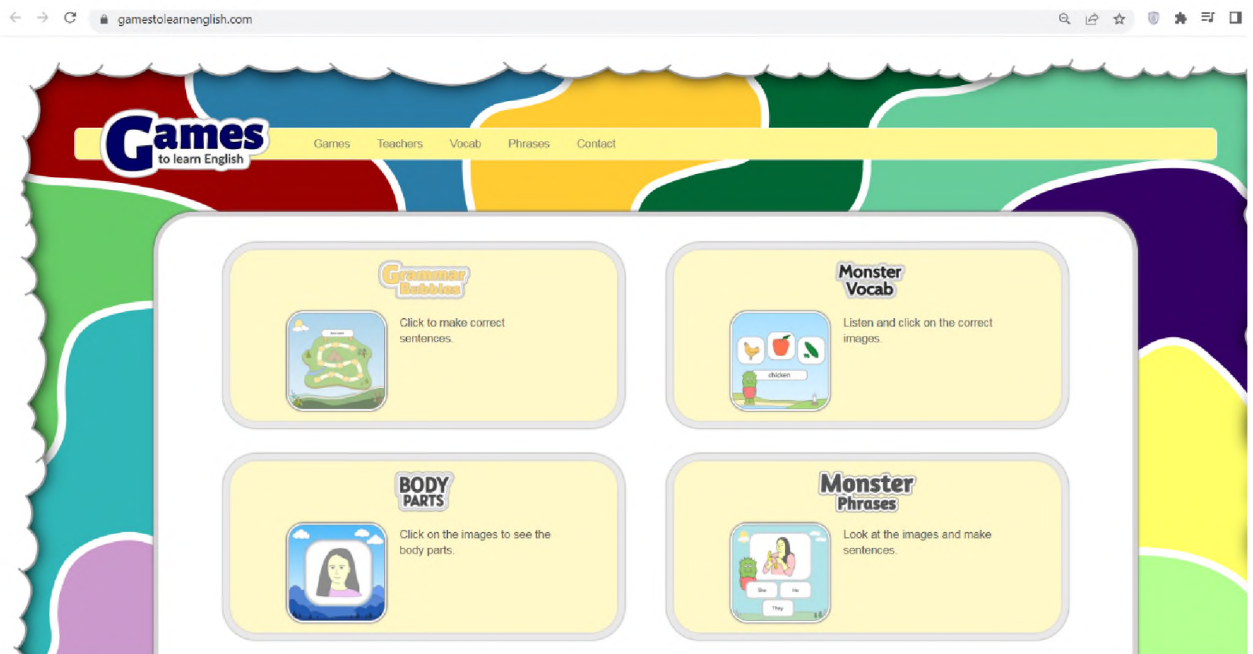 gamestolearnenglish.com
Games
to learn English
Games Teachers Vocab Phrases Contact
Grammar
Bubbles
Click to make correct
sentences.
Monster
Vocab
Listen and click on the correct
images.
chicken
BODY
PARTS
Click on the images to see the
body parts.
Monster
Phrases
Look at the images and make
sentences.
She He
They